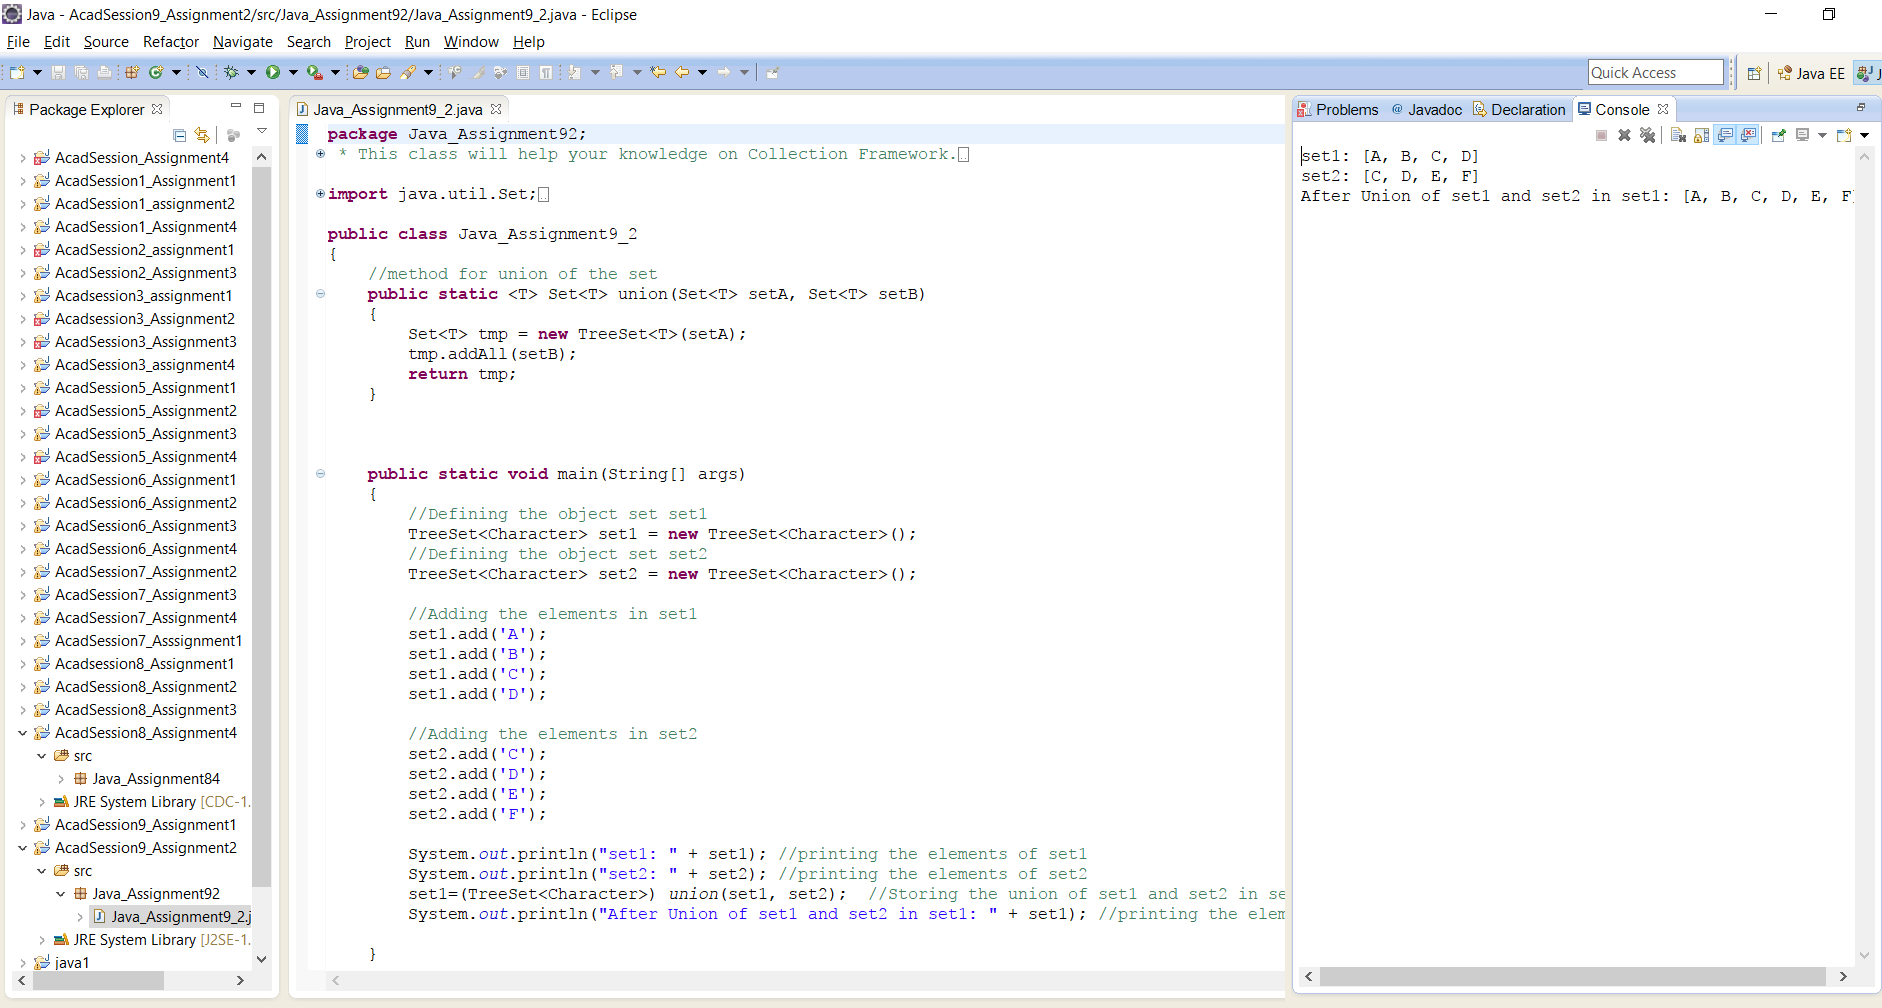 Java - AcadSession9_Assignment2/src/Java_Assignment92/Java_Assignment9_2.java - Eclipse
File Edit Source Refactor Navigate Search Project Run Window Help
Quick Access
Java EE
J
Package Explorer
AcadSession_Assignment4
AcadSession1_Assignment1
AcadSession1_assignment2
AcadSession1_Assignment4
AcadSession2_assignment1
AcadSession2_Assignment3
Acadsession3_assignment1
Acadsession3_Assignment2
AcadSession3_Assignment3
AcadSession3_assignment4
AcadSession5_Assignment1
AcadSession5_Assignment2
AcadSession5_Assignment3
AcadSession5_Assignment4
AcadSession6_Assignment1
AcadSession6_Assignment2
AcadSession6_Assignment3
AcadSession6_Assignment4
AcadSession7_Assignment2
AcadSession7_Assignment3
AcadSession7_Assignment4
AcadSession7_Asssignment1
Acadsession8_Assignment1
AcadSession8_Assignment2
AcadSession8_Assignment3
AcadSession8_Assignment4
src
Java_Assignment84
JRE System Library [CDC-1.
AcadSession9_Assignment1
AcadSession9_Assignment2
src
Java_Assignment92
Java_Assignment9_2.j
JRE System Library [J2SE-1.
java1
Java_Assignment9_2.java
package Java_Assignment92;
* This class will help your knowledge on Collection Framework.
import java.util.Set;
public class Java_Assignment9_2
{
//method for union of the set
public static <T> Set<T> union(Set<T> setA, Set<T> setB)
{
Set<T> tmp = new TreeSet<T>(setA);
tmp.addAll(setB);
return tmp;
}
public static void main(String[] args)
{
//Defining the object set set1
TreeSet<Character> set1 = new TreeSet<Character>();
//Defining the object set set2
TreeSet<Character> set2 = new TreeSet<Character>();
//Adding the elements in set1
set1.add('A');
set1.add('B');
set1.add('C');
set1.add('D');
//Adding the elements in set2
set2.add('C');
set2.add('D');
set2.add('E');
set2.add('F');
System.out.println("set1: " + set1); //printing the elements of set1
System.out.println("set2: " + set2); //printing the elements of set2
set1=(TreeSet<Character>) union(set1, set2); //Storing the union of set1 and set2 in se
System.out.println("After Union of set1 and set2 in set1: " + set1); //printing the elem
}
Problems @ Javadoc Declaration Console
set1: [A, B, C, D]
set2: [C, D, E, F]
After Union of set1 and set2 in set1: [A, B, C, D, E, F]